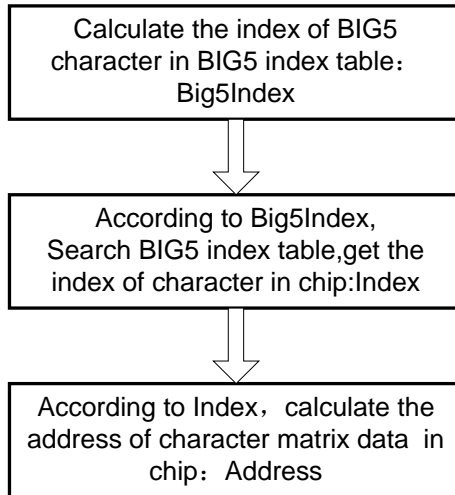 Calculate the index of BIG5
character in BIG5 index table：
Big5Index
According to Big5Index,
Search BIG5 index table,get the
index of character in chip:Index
According to Index，calculate the
address of character matrix data in
chip：Address